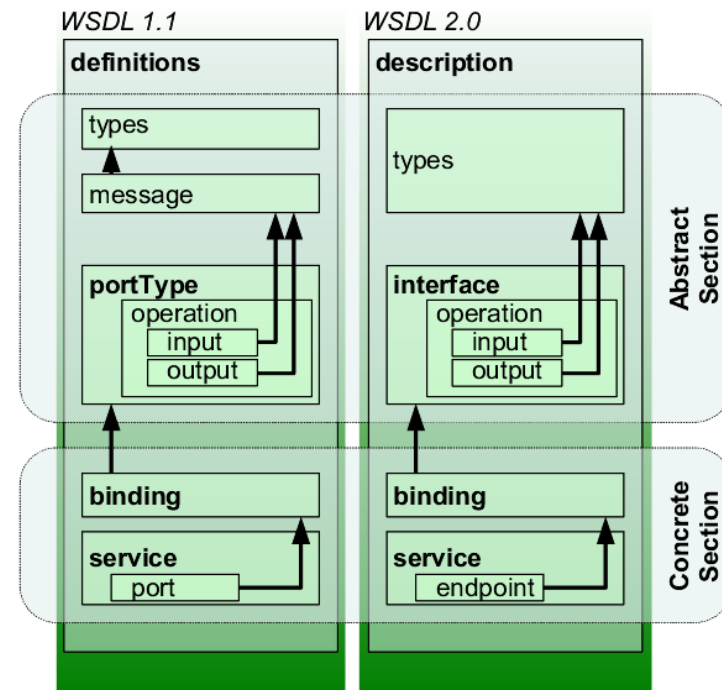 WSDL 1.1
definitions
types
message
portType
operation
input
output
binding
service
port
WSDL 2.0
description
types
interface
operation
input
output
binding
service
endpoint
Abstract
Section
Concrete
Section